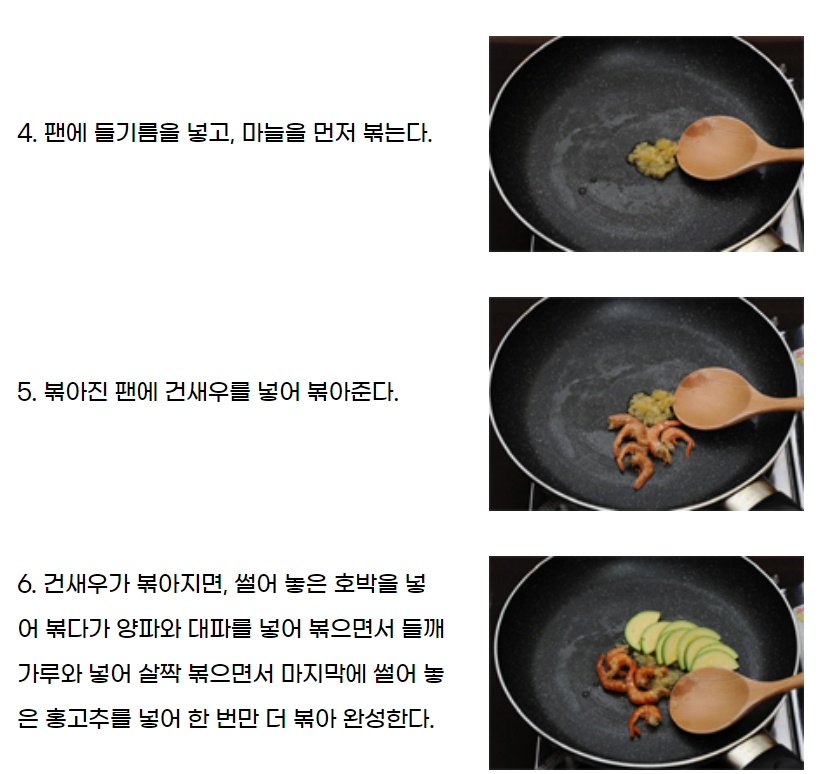 4. 팬에 들기름을 넣고, 마늘을 먼저 볶는다.
5. 볶아진 팬에 건새우를 넣어 볶아준다.
6. 건새우가 볶아지면, 썰어 놓은 호박을 넣
어 볶다가 양파와 대파를 넣어 볶으면서 들깨
가루와 넣어 살짝 볶으면서 마지막에 썰어 놓
은 홍고추를 넣어 한 번만 더 볶아 완성한다.